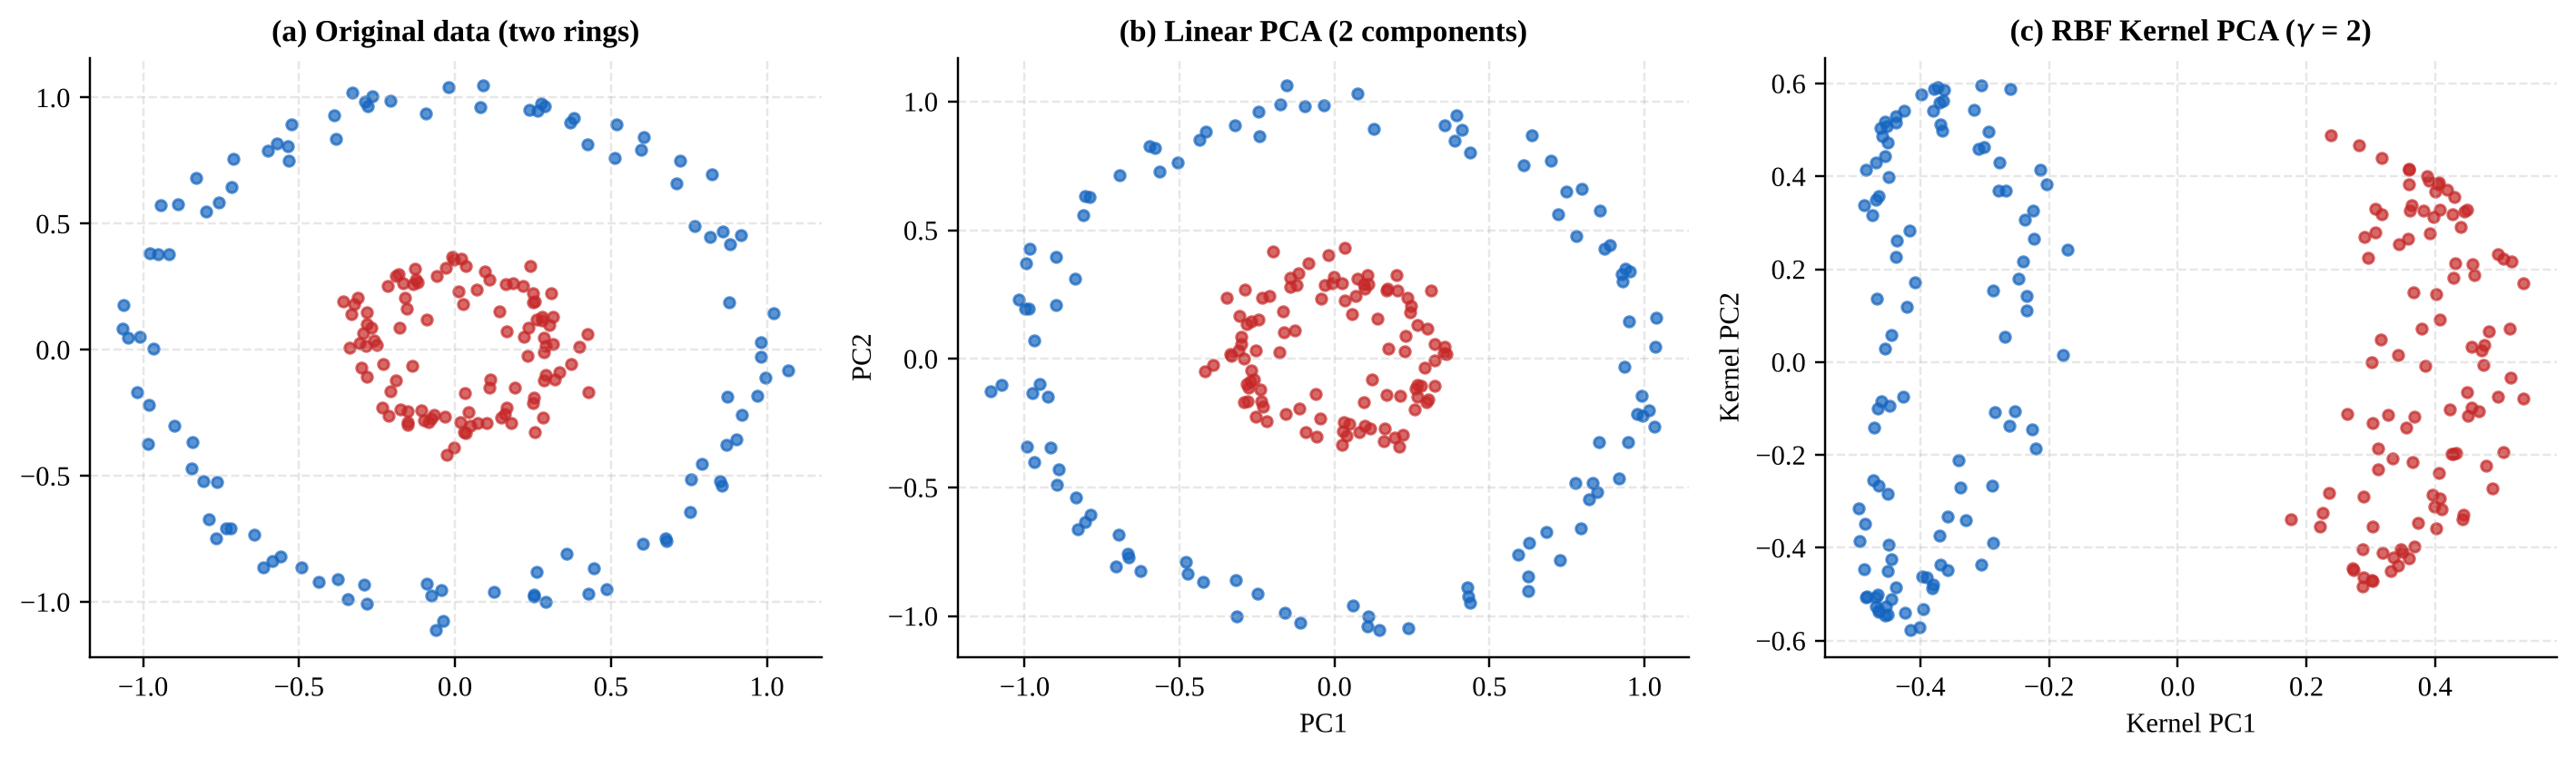 (a) Original data (two rings)
1.0
0.5
0.0
−0.5
−1.0
−1.0 −0.5 0.0 0.5 1.0
(b) Linear PCA (2 components)
PC2
1.0
0.5
0.0
−0.5
−1.0
−1.0 −0.5 0.0 0.5 1.0
PC1
(c) RBF Kernel PCA (γ = 2)
Kernel PC2
0.6
0.4
0.2
0.0
−0.2
−0.4
−0.6
−0.4 −0.2 0.0 0.2 0.4
Kernel PC1